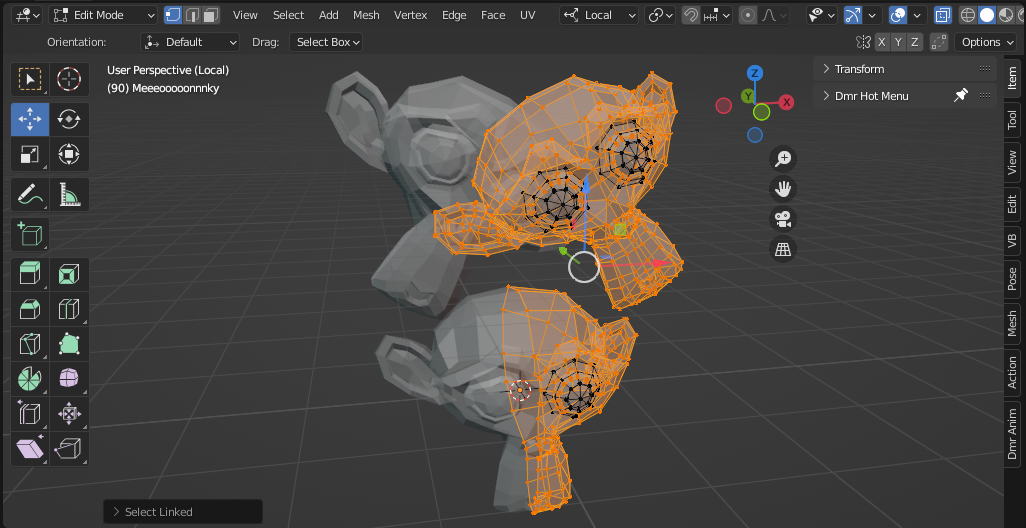 Edit Mode View Select Add Mesh Vertex Edge Face UV Local
Orientation: Default Drag: Select Box X Y Z Options
User Perspective (Local)
(90) Meeeooooonnnky
Z
Y
X
Transform
Dmr Hot Menu
Item
Tool
View
Edit
VB
Pose
Mesh
Action
Dmr Anim
Select Linked